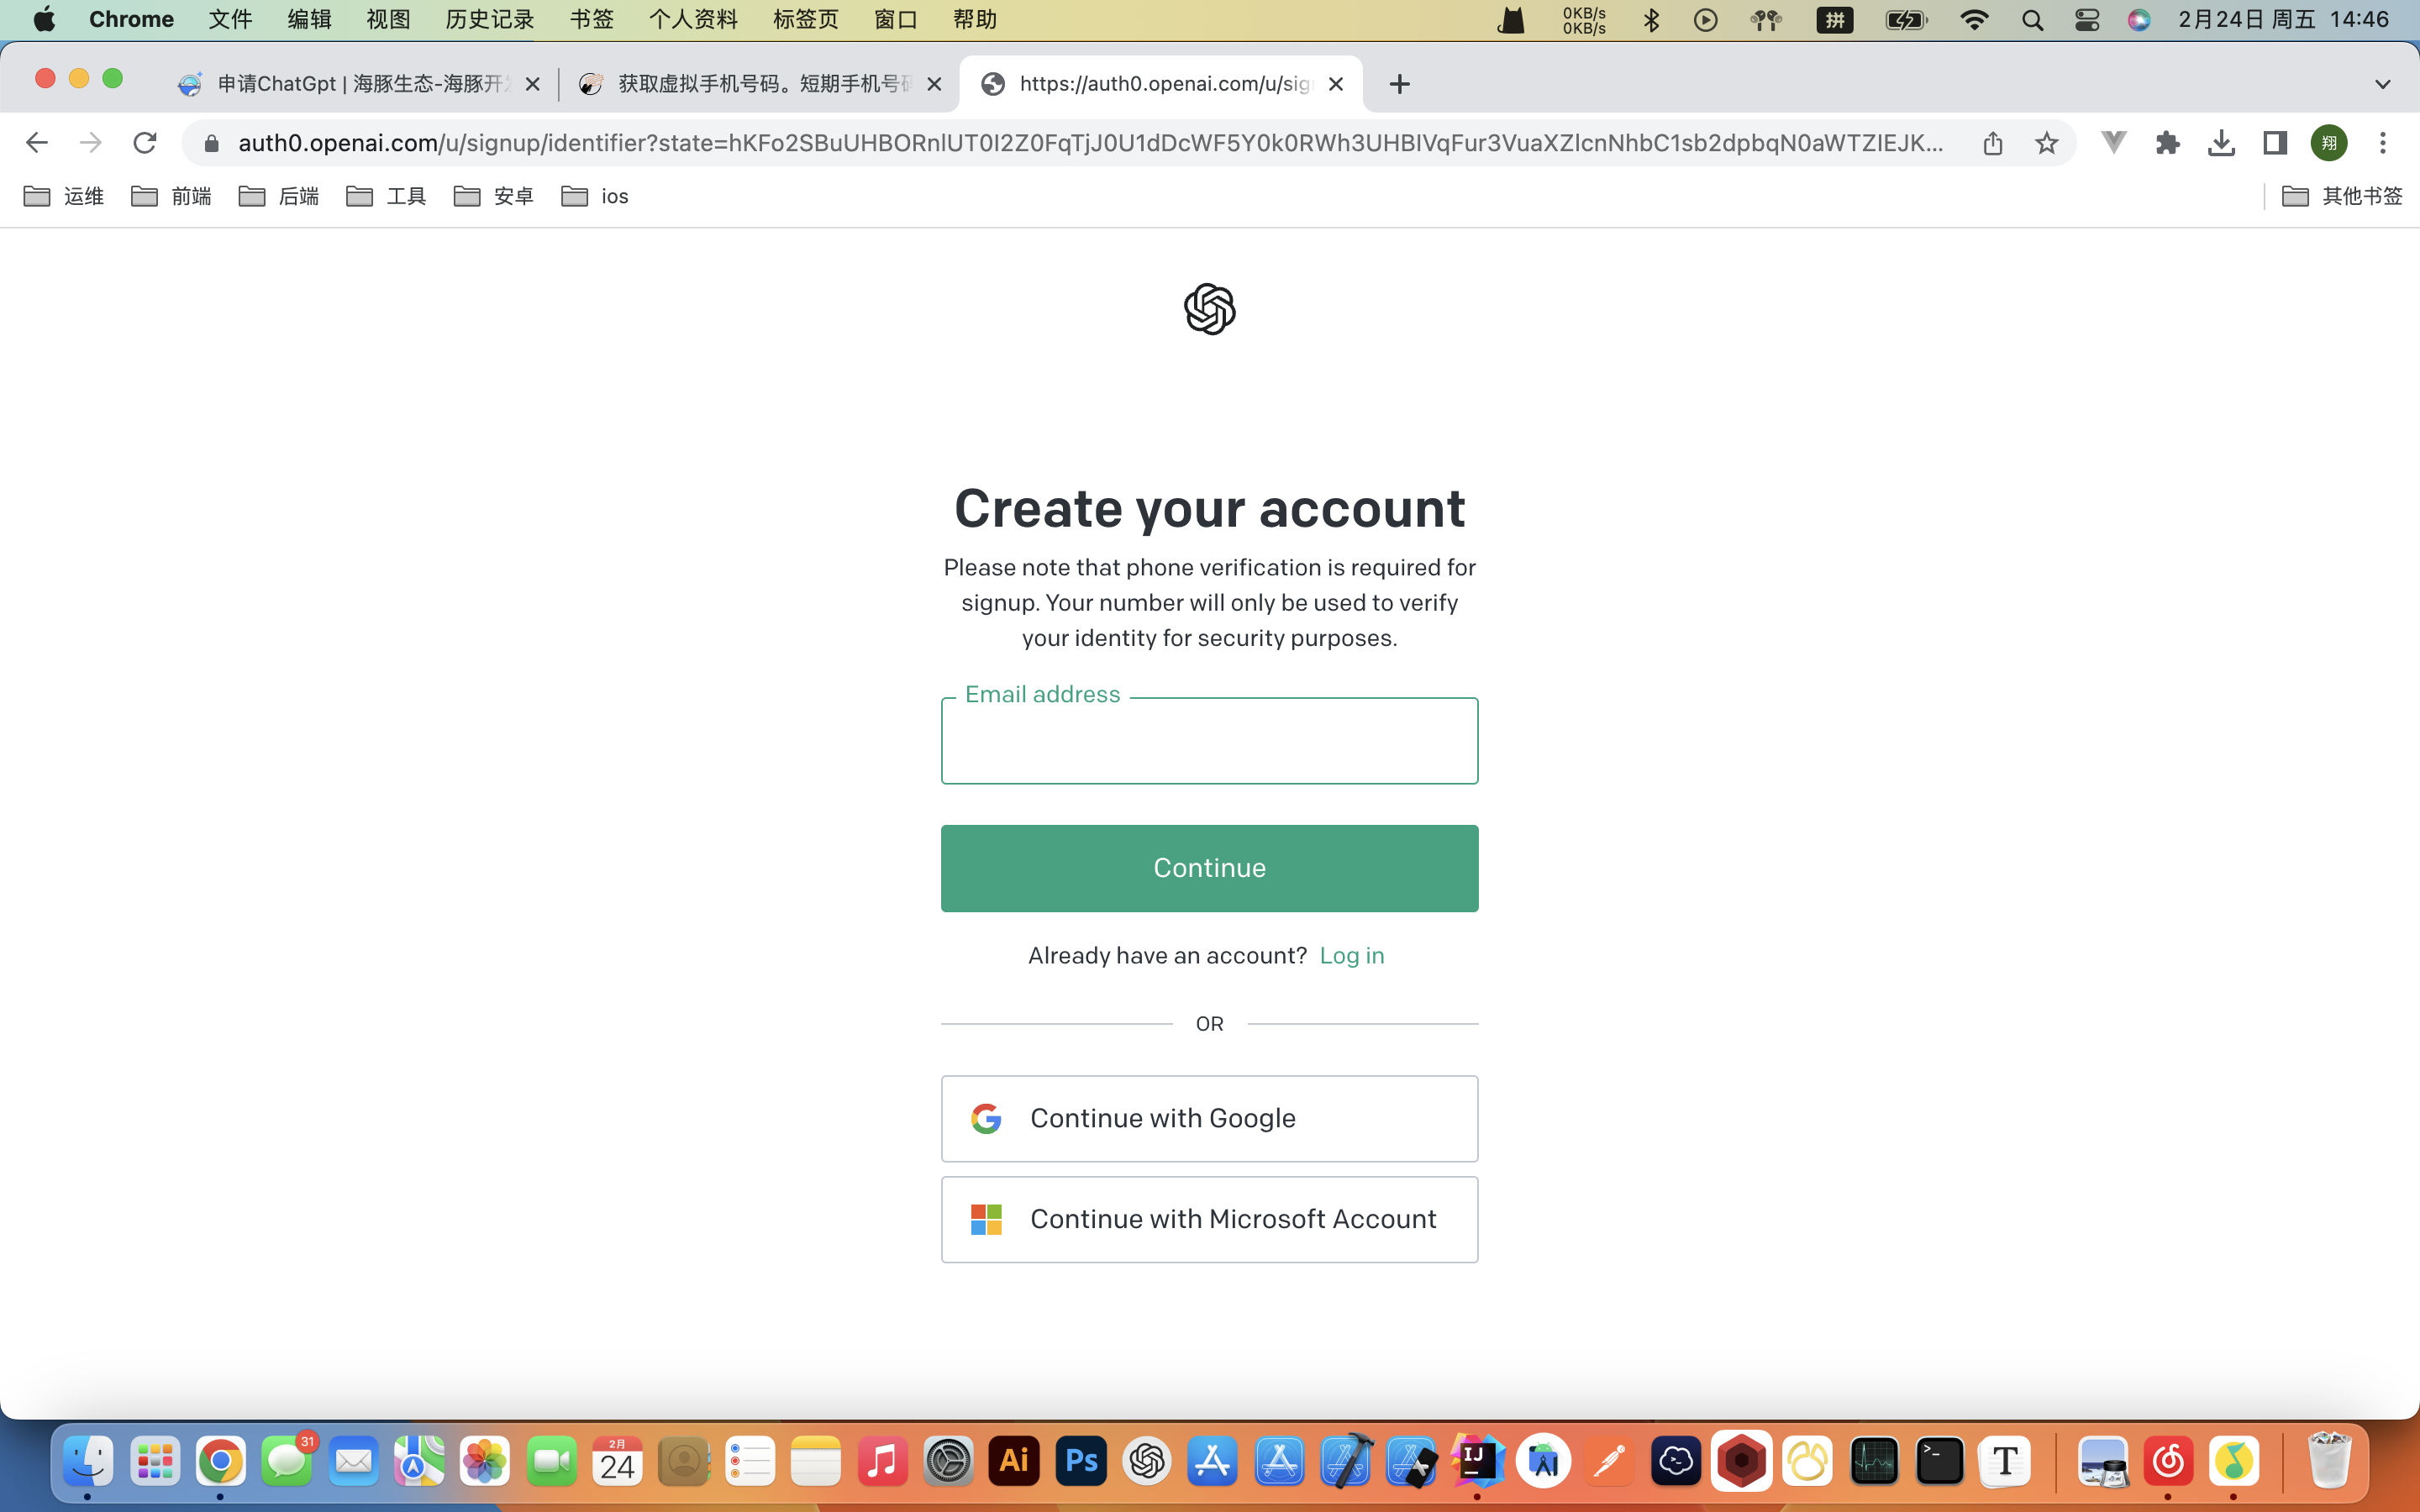 Chrome 文件 编辑 视图 历史记录 书签 个人资料 标签页 窗口 帮助
0KB/s
0KB/s
拼
2月24日 周五 14:46
申请ChatGpt | 海豚生态-海豚开
获取虚拟手机号码。短期手机号码
https://auth0.openai.com/u/sig
auth0.openai.com/u/signup/identifier?state=hKFo2SBuUHBORnlUT0I2Z0FqTjJ0U1dDcWF5Y0k0RWh3UHBIVqFur3VuaXZlcnNhbC1sb2dpbqN0aWTZIEJK...
翔
运维 前端 后端 工具 安卓 ios 其他书签
Create your account
Please note that phone verification is required for
signup. Your number will only be used to verify
your identity for security purposes.
Email address
Continue
Already have an account? Log in
OR
Continue with Google
Continue with Microsoft Account
31
2月
24
Ai
Ps
IJ
>_
T